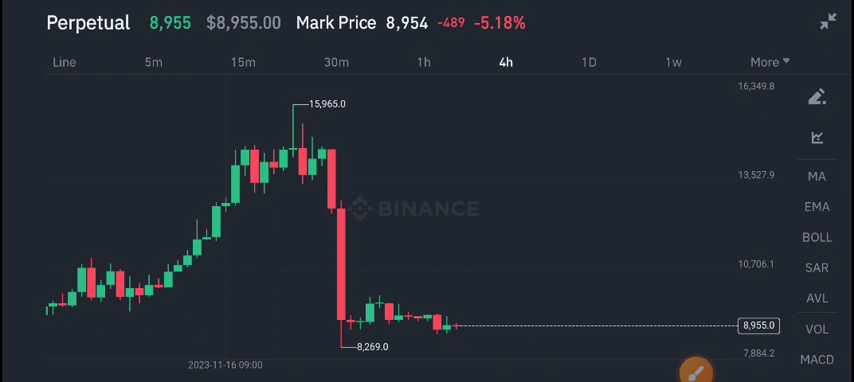 Perpetual 8,955 $8,955.00 Mark Price 8,954 -489 -5.18%
Line 5m 15m 30m 1h 4h 1D 1w More
16,349.8
15,965.0
13,527.9
MA
BINANCE
EMA
BOLL
10,706.1
SAR
AVL
8,955.0
VOL
8,269.0
7,884.2
MACD
2023-11-16 09:00